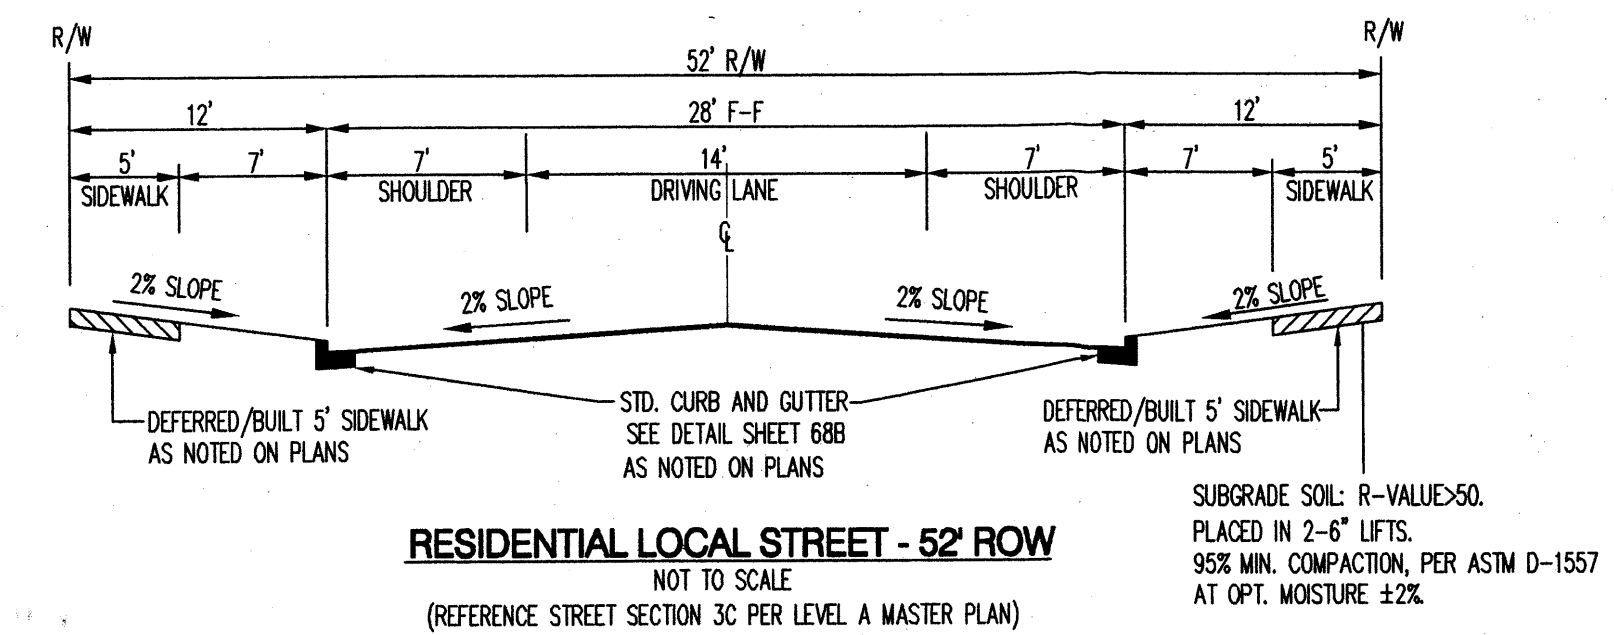 R/W
R/W
52' R/W
12'
28' F-F
12'
5'
7'
7'
14'
7'
7'
5'
SIDEWALK
SHOULDER
DRIVING LANE
SHOULDER
SIDEWALK
℄
2% SLOPE
2% SLOPE
2% SLOPE
2% SLOPE
DEFERRED/BUILT 5' SIDEWALK
AS NOTED ON PLANS
STD. CURB AND GUTTER
SEE DETAIL SHEET 68B
AS NOTED ON PLANS
DEFERRED/BUILT 5' SIDEWALK
AS NOTED ON PLANS
SUBGRADE SOIL: R-VALUE>50.
PLACED IN 2-6" LIFTS.
95% MIN. COMPACTION, PER ASTM D-1557
AT OPT. MOISTURE ±2%.
RESIDENTIAL LOCAL STREET - 52' ROW
NOT TO SCALE
(REFERENCE STREET SECTION 3C PER LEVEL A MASTER PLAN)